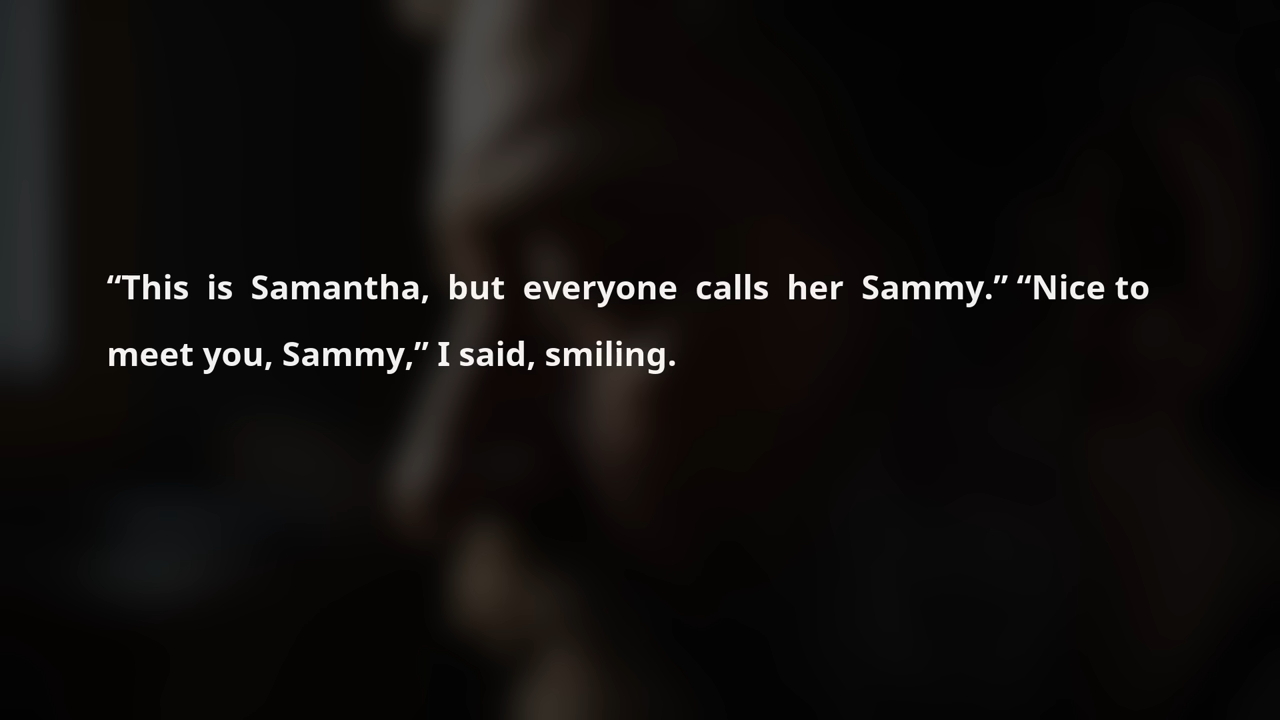 “This is Samantha, but everyone calls her Sammy.” “Nice to
meet you, Sammy,” I said, smiling.